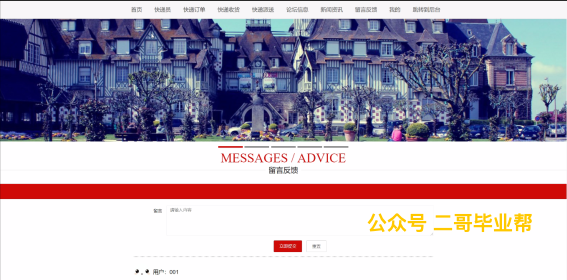 首页 快递员 快递订单 快递收货 快递派送 论坛信息 新闻资讯 留言反馈 我的 跳转到后台
MESSAGES / ADVICE
留言反馈
留言 请输入内容
公众号 二哥毕业帮
立即提交 重置
用户：001